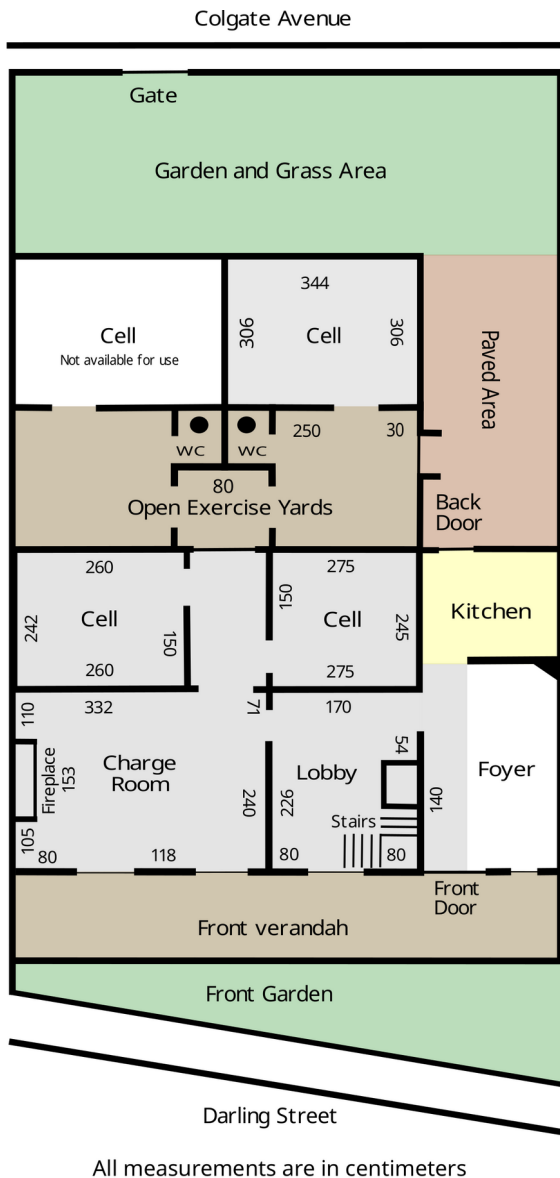 Colgate Avenue
Gate
Garden and Grass Area
344
Cell
Not available for use
306
Cell
306
Paved Area
wc
wc
250
30
80
Open Exercise Yards
Back
Door
260
275
Cell
242
150
150
Cell
245
Kitchen
260
275
332
71
170
110
Fireplace
153
105
Charge
Room
240
226
Lobby
54
140
Foyer
Stairs
80
118
80
80
Front
Door
Front verandah
Front Garden
Darling Street
All measurements are in centimeters